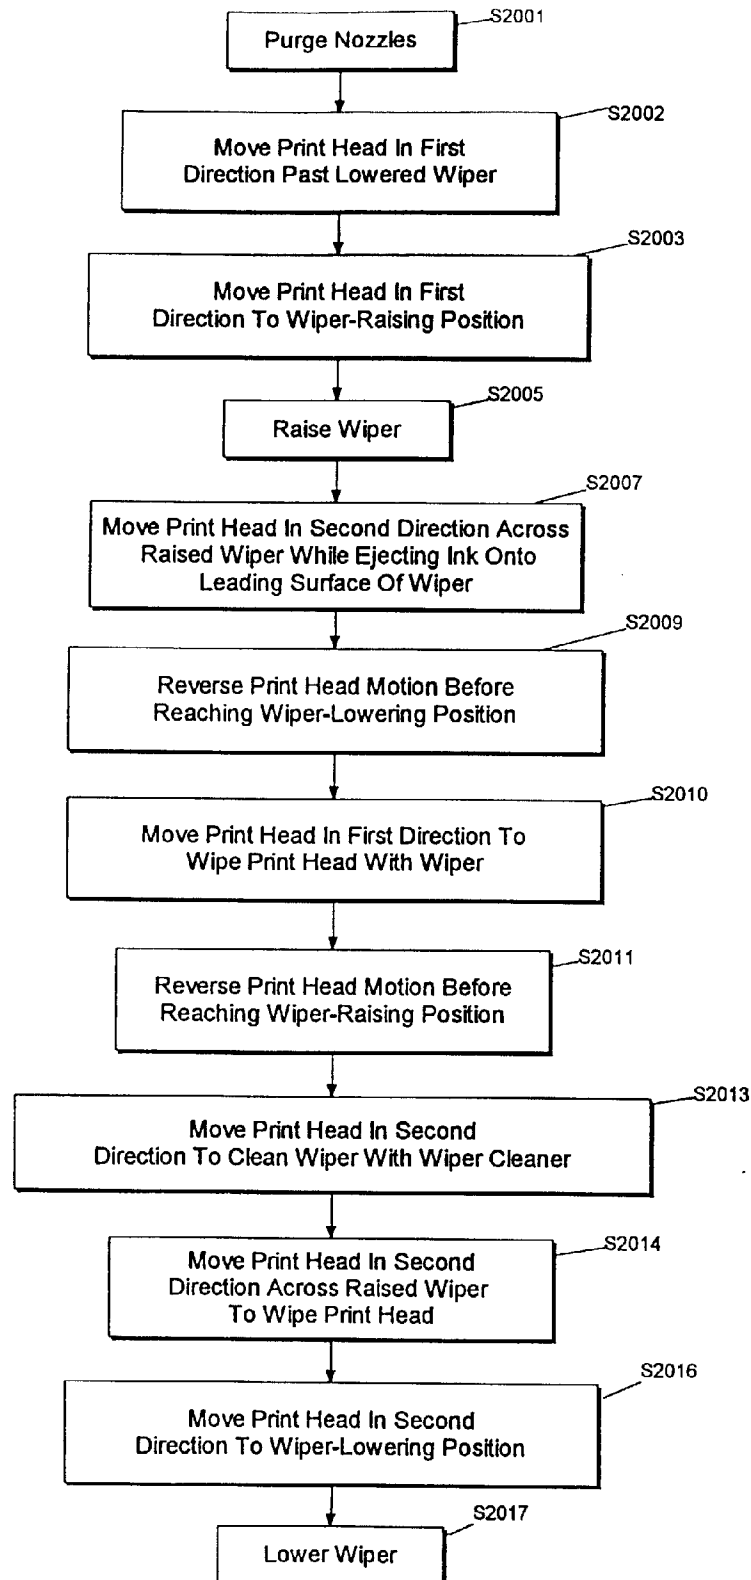 S2001
Purge Nozzles
S2002
Move Print Head In First
Direction Past Lowered Wiper
S2003
Move Print Head In First
Direction To Wiper-Raising Position
S2005
Raise Wiper
S2007
Move Print Head In Second Direction Across
Raised Wiper While Ejecting Ink Onto
Leading Surface Of Wiper
S2009
Reverse Print Head Motion Before
Reaching Wiper-Lowering Position
S2010
Move Print Head In First Direction To
Wipe Print Head With Wiper
S2011
Reverse Print Head Motion Before
Reaching Wiper-Raising Position
S2013
Move Print Head In Second
Direction To Clean Wiper With Wiper Cleaner
S2014
Move Print Head In Second
Direction Across Raised Wiper
To Wipe Print Head
S2016
Move Print Head In Second
Direction To Wiper-Lowering Position
S2017
Lower Wiper